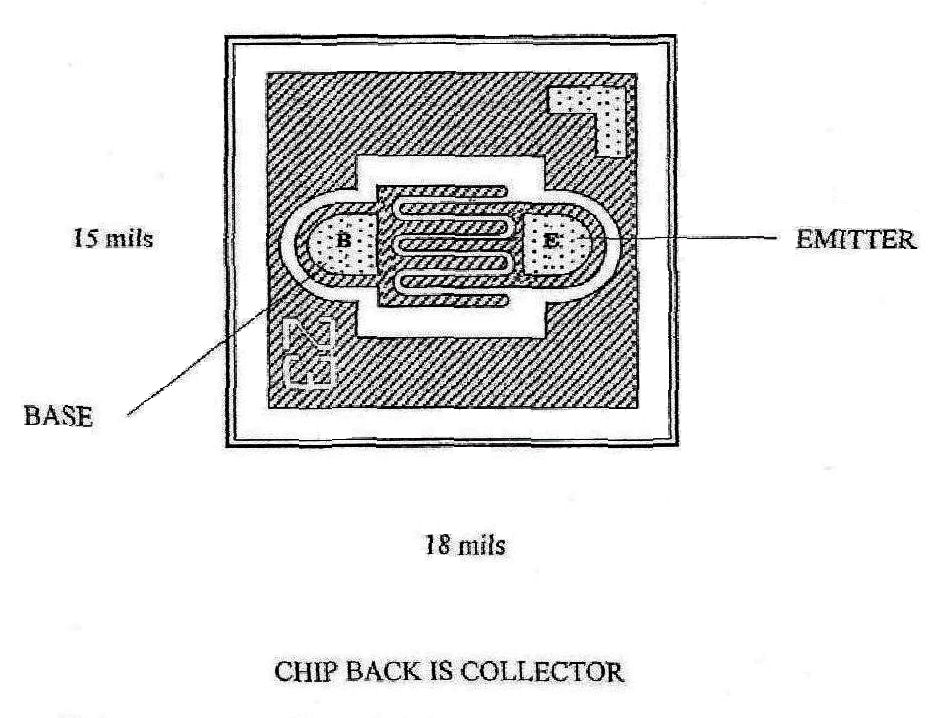 15 mils
B
E
EMITTER
BASE
18 mils
CHIP BACK IS COLLECTOR